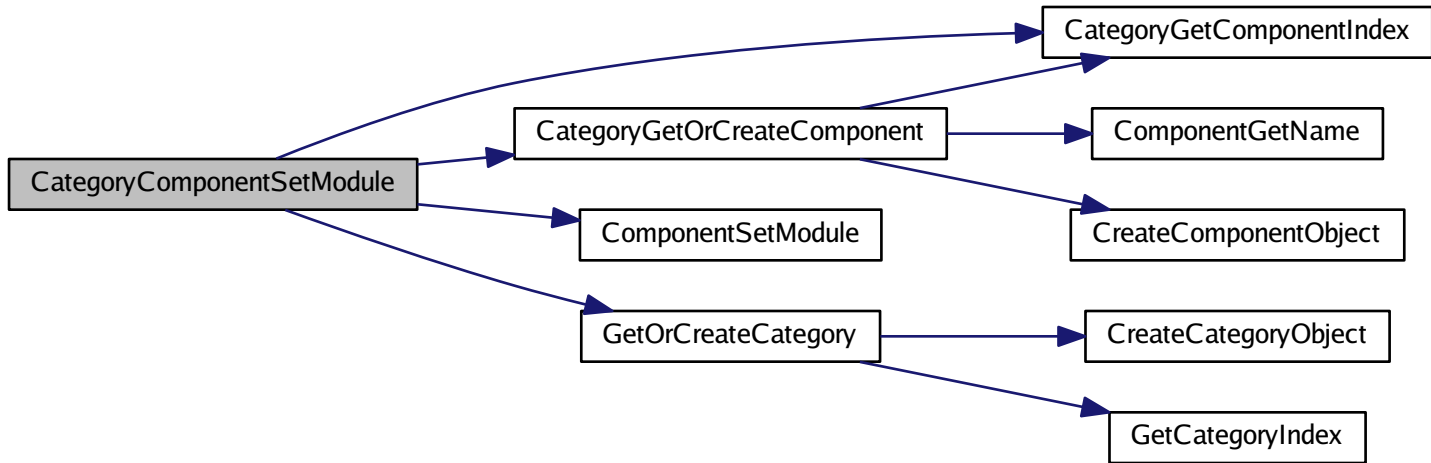 CategoryGetComponentIndex
CategoryGetOrCreateComponent
ComponentGetName
CategoryComponentSetModule
ComponentSetModule
CreateComponentObject
GetOrCreateCategory
CreateCategoryObject
GetCategoryIndex